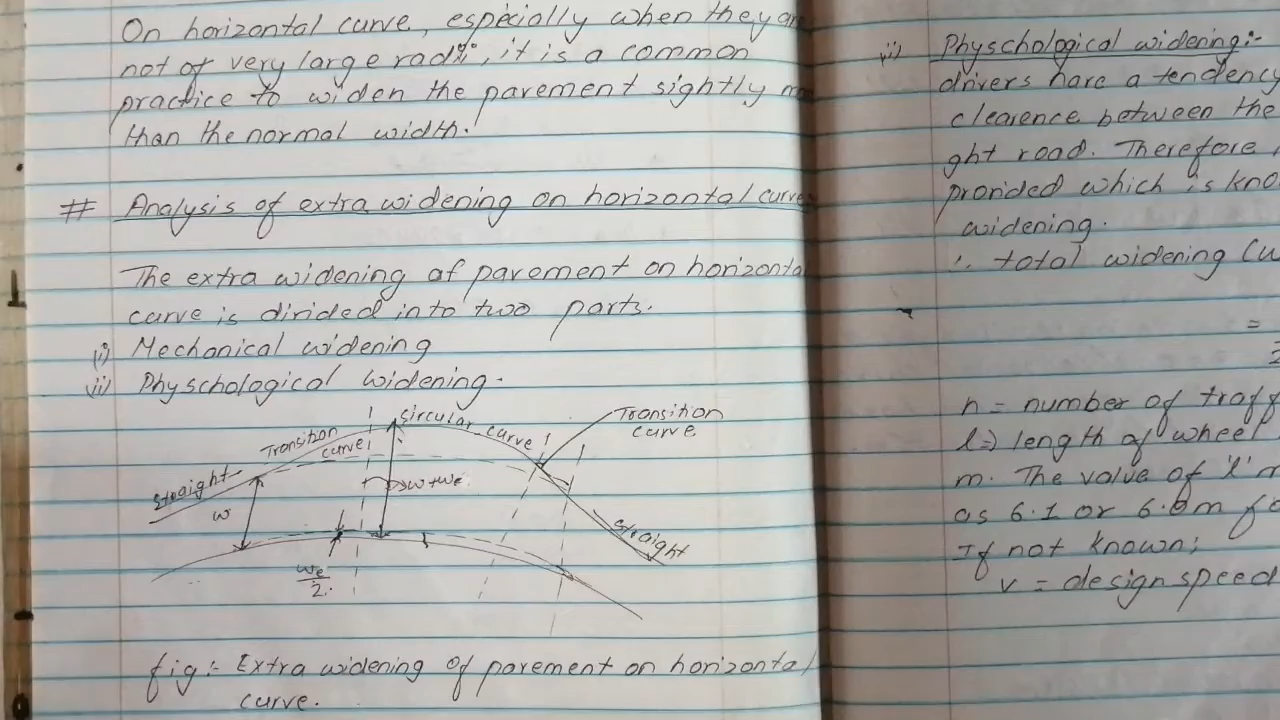 On horizontal curve, especially when they are
not of very large radii, it is a common
practice to widen the pavement sightly
than the normal width.
# Analysis of extra widening on horizontal curve
The extra widening of pavement on horizonta
curve is divided into two parts.
(i) Mechanical widening
(ii) Physchological widening.
straight
Transition
curve
circular curve
Transition
curve
w
w+we
we/2.
straight
fig:- Extra widening of pavement on horizontal
curve.
ii) Physchological widening:-
drivers have a tendency
clearence between the
ght road. Therefore
provided which is kno
widening.
∴ total widening (w
=
2
n = number of traff
l => length of wheel
m. The value of 'l' m
as 6.1 or 6.0m fo
If not known;
v = design speed